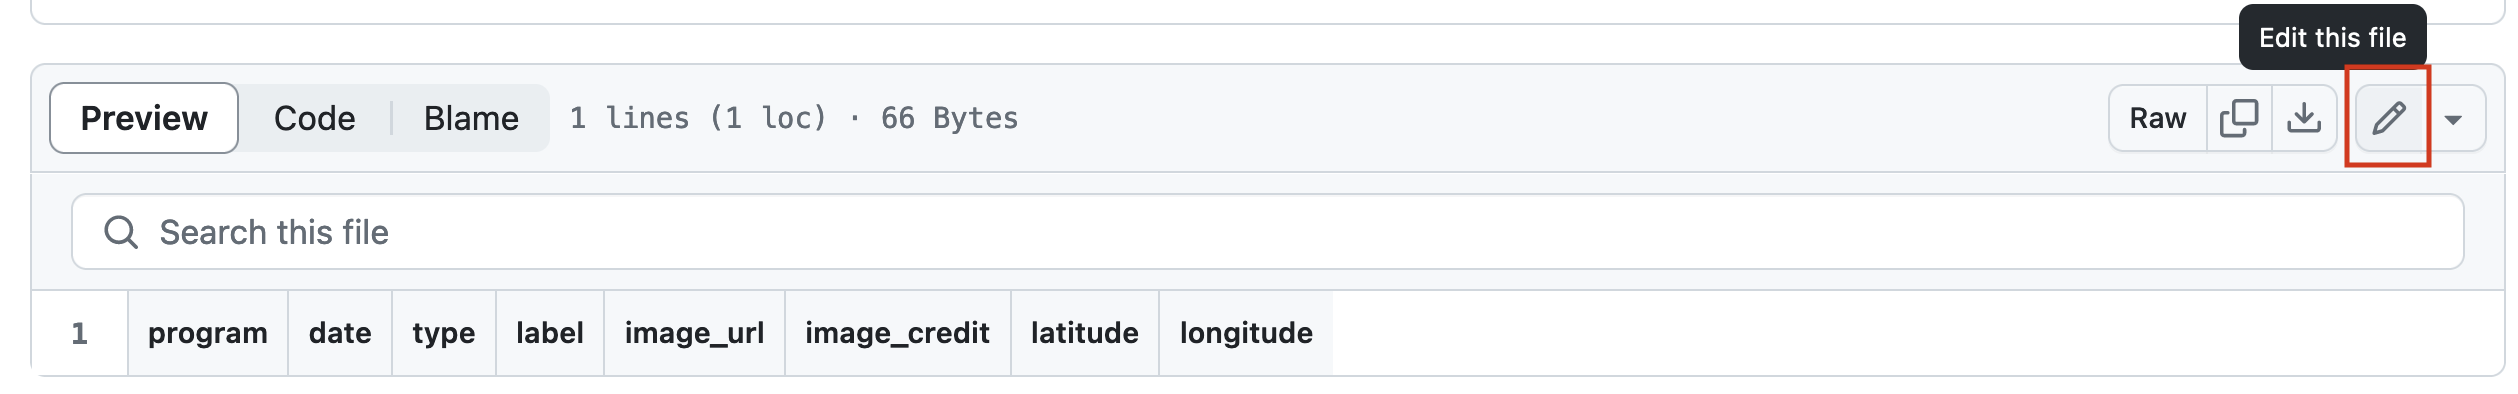 Edit this file
Preview Code Blame 1 lines (1 loc) · 66 Bytes Raw
Search this file
1 program date type label image_url image_credit latitude longitude